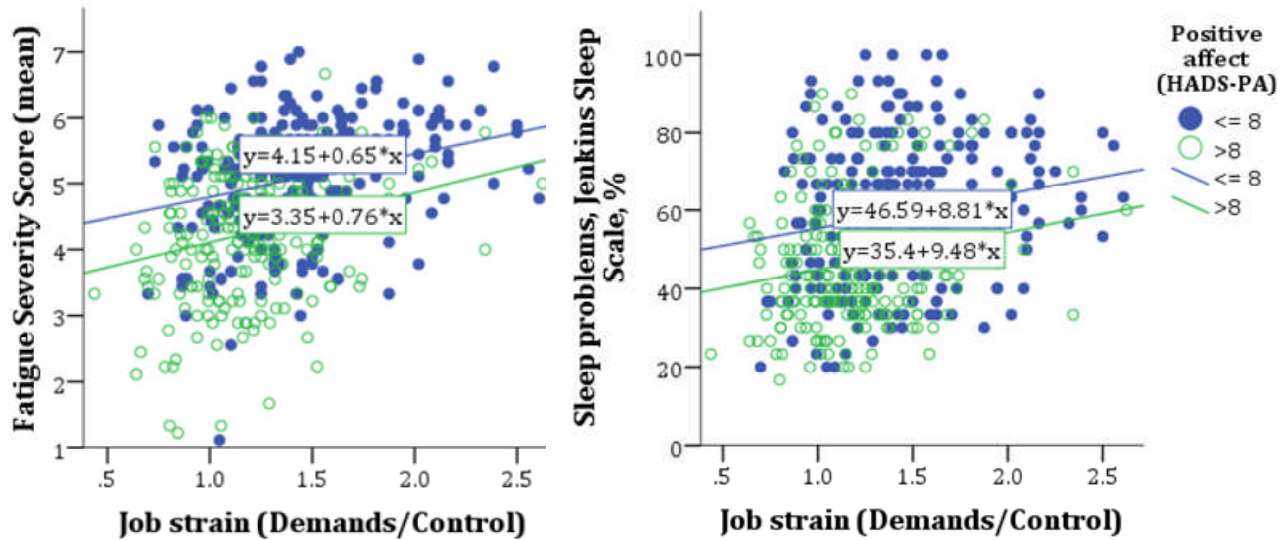 Fatigue Severity Score (mean)
7
6
5
4
3
2
1
y=4.15+0.65*x
y=3.35+0.76*x
.5
1.0
1.5
2.0
2.5
Job strain (Demands/Control)
Sleep problems, Jenkins Sleep
Scale, %
100
80
60
40
20
0
y=46.59+8.81*x
y=35.4+9.48*x
.5
1.0
1.5
2.0
2.5
Job strain (Demands/Control)
Positive
affect
(HADS-PA)
<= 8
>8
<= 8
>8